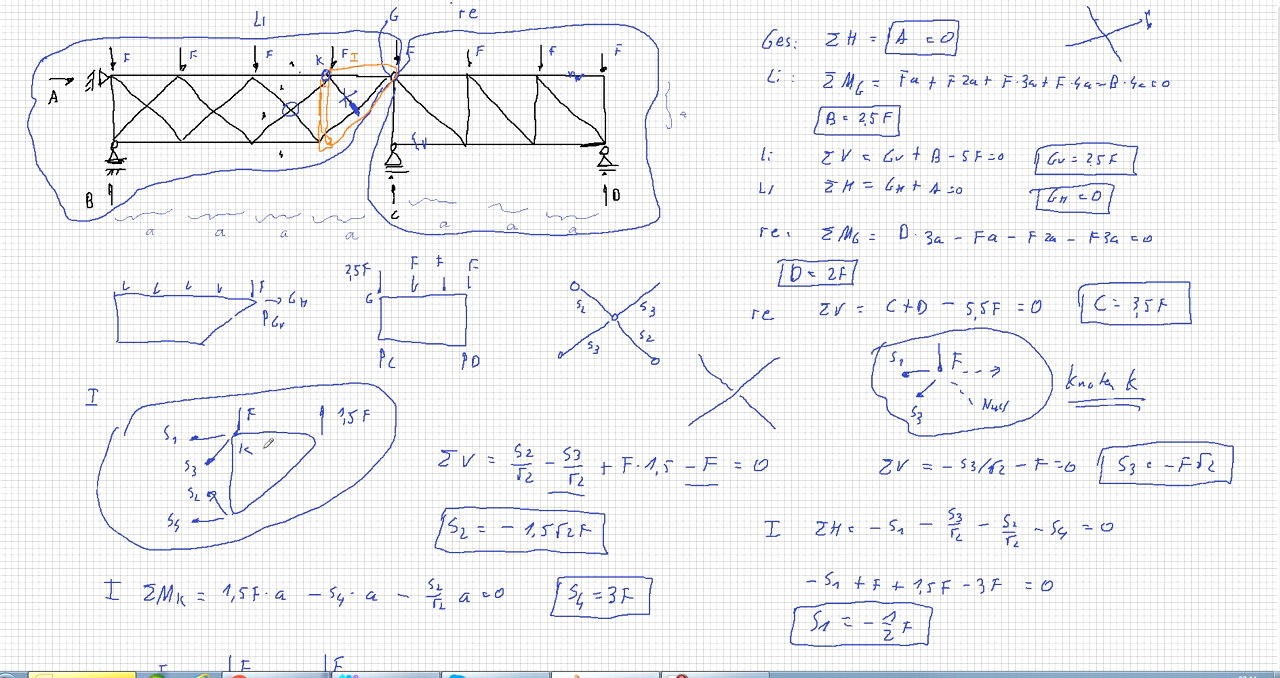 Li
G
re
F F F F F F F F
K
I
A
B
C
D
a a a a a a a
a
Ges: ΣH = A = 0
Li: ΣM_G = Fa + F2a + F·3a + F·4a - B·4a = 0
B = 2,5F
Li ΣV = Gv + B - 5F = 0 Gv = 2,5F
Li ΣH = G_H + A = 0 G_H = 0
re: ΣM_G = D·3a - Fa - F2a - F3a = 0
D = 2F
re ΣV = C+D - 5,5F = 0 C = 3,5F
F G_H
Gv
2,5F F F F
G
C D
S2 S3
S3 S2
S1 F
S3 Null
Knoten K
I
F 1,5F
S1 K
S3
S2
S4
ΣV = S2/√2 - S3/√2 + F·1,5 - F = 0
S2 = - 1,5√2F
ΣV = -S3/√2 - F = 0 S3 = -F√2
I ΣH = -S1 - S3/√2 - S2/√2 - S4 = 0
-S1 + F + 1,5F - 3F = 0
S1 = - 1/2 F
I ΣM_K = 1,5F·a - S4·a - S2/√2 a = 0 S4 = 3F
F F